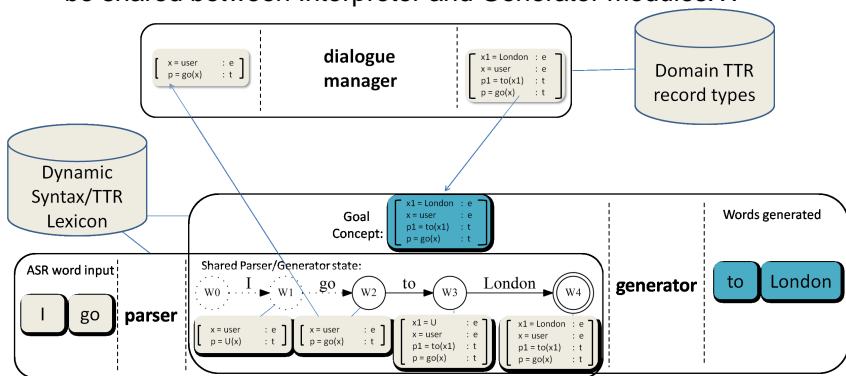 x = user : e
p = go(x) : t
dialogue
manager
x1 = London : e
x = user : e
p1 = to(x1) : t
p = go(x) : t
Domain TTR
record types
Dynamic
Syntax/TTR
Lexicon
Goal
Concept:
x1 = London : e
x = user : e
p1 = to(x1) : t
p = go(x) : t
Words generated
to London
generator
ASR word input
I go
parser
Shared Parser/Generator state:
W0 I W1 go W2 to W3 London W4
x = user : e
p = U(x) : t
x = user : e
p = go(x) : t
x1 = U : e
x = user : e
p1 = to(x1) : t
p = go(x) : t
x1 = London : e
x = user : e
p1 = to(x1) : t
p = go(x) : t